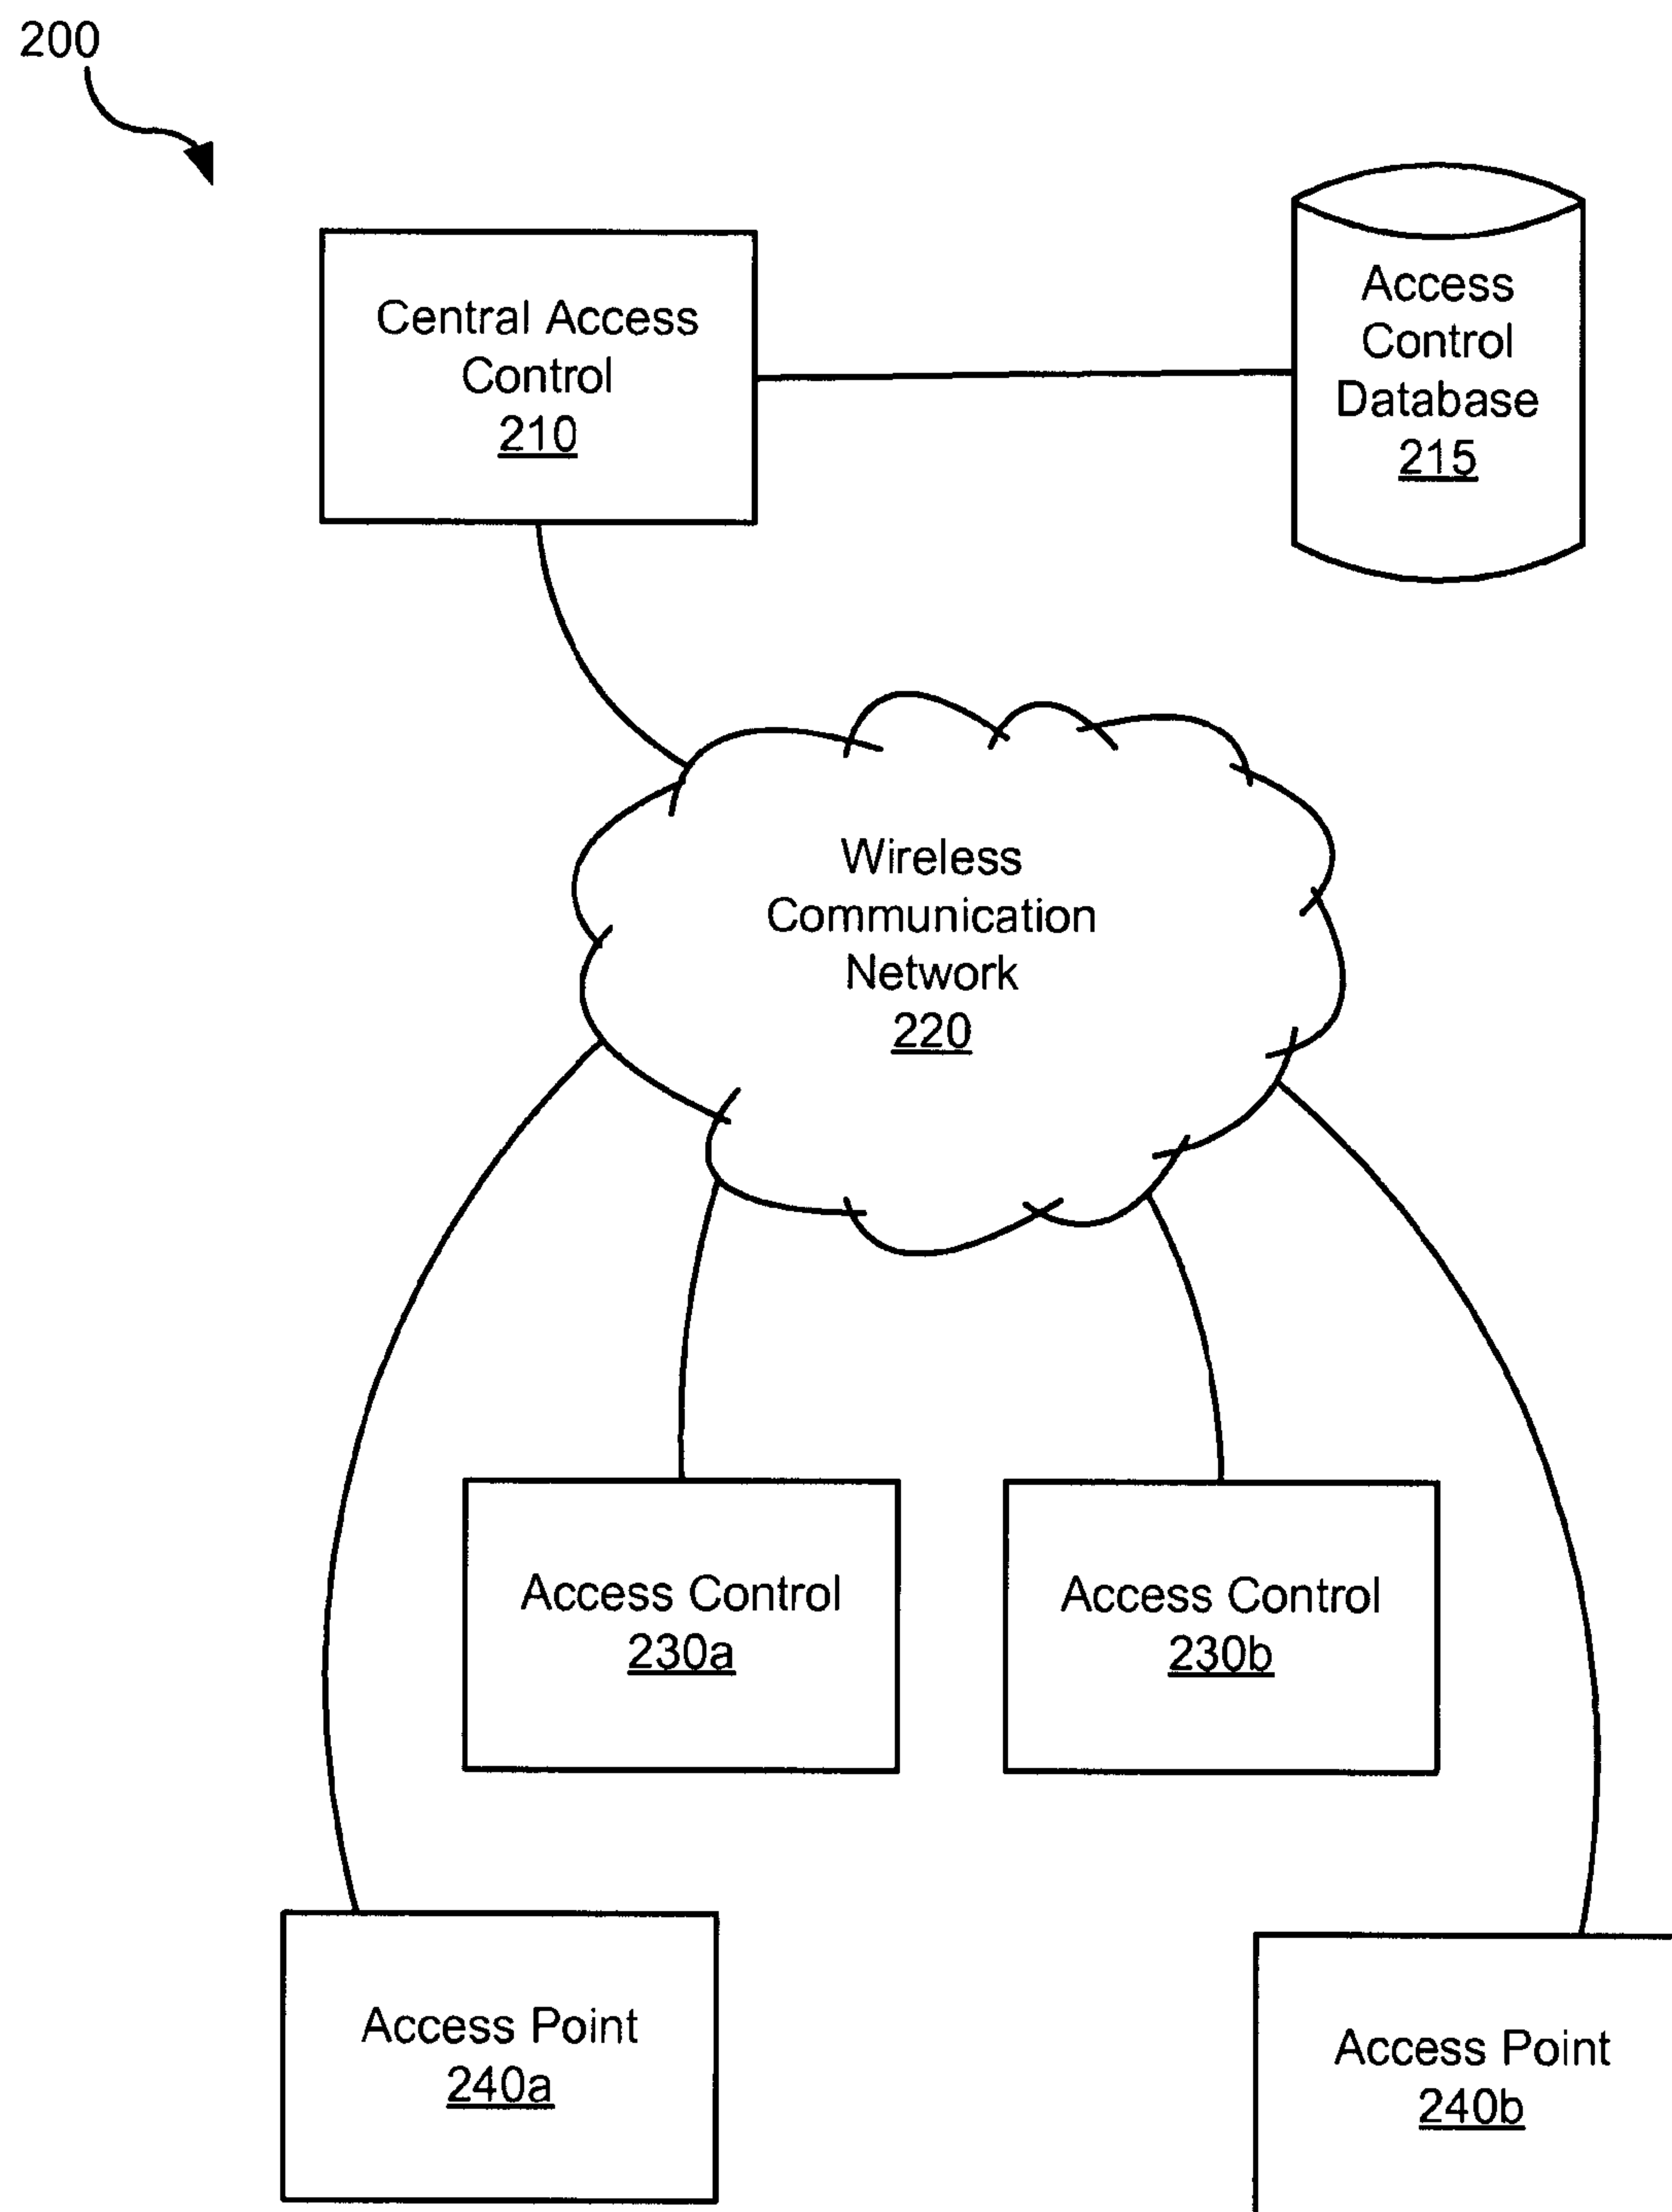 200
Central Access
Control
210
Access
Control
Database
215
Wireless
Communication
Network
220
Access Control
230a
Access Control
230b
Access Point
240a
Access Point
240b